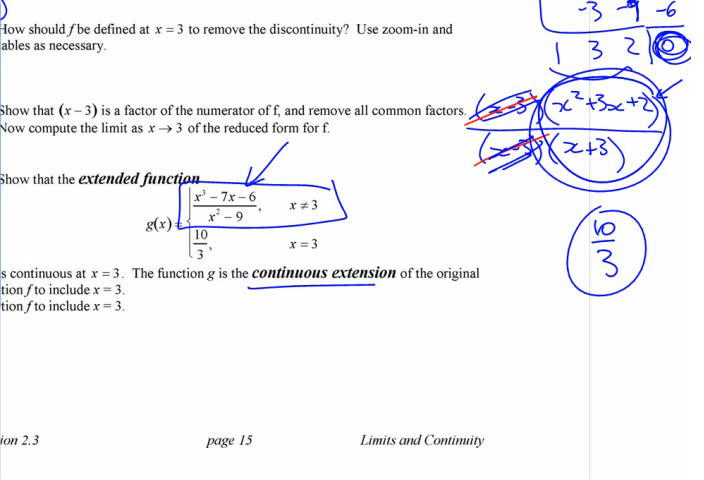 How should f be defined at x = 3 to remove the discontinuity? Use zoom-in and
ables as necessary.
-3 -9 -6
1 3 2 0
Show that (x − 3) is a factor of the numerator of f, and remove all common factors.
Now compute the limit as x → 3 of the reduced form for f.
(x-3)(x²+3x+2)
(x-3)(x+3)
Show that the extended function
g(x) = { x³ − 7x − 6 / x² − 9, x ≠ 3
10/3, x = 3
10/3
s continuous at x = 3. The function g is the continuous extension of the original
tion f to include x = 3.
tion f to include x = 3.
ion 2.3 page 15 Limits and Continuity